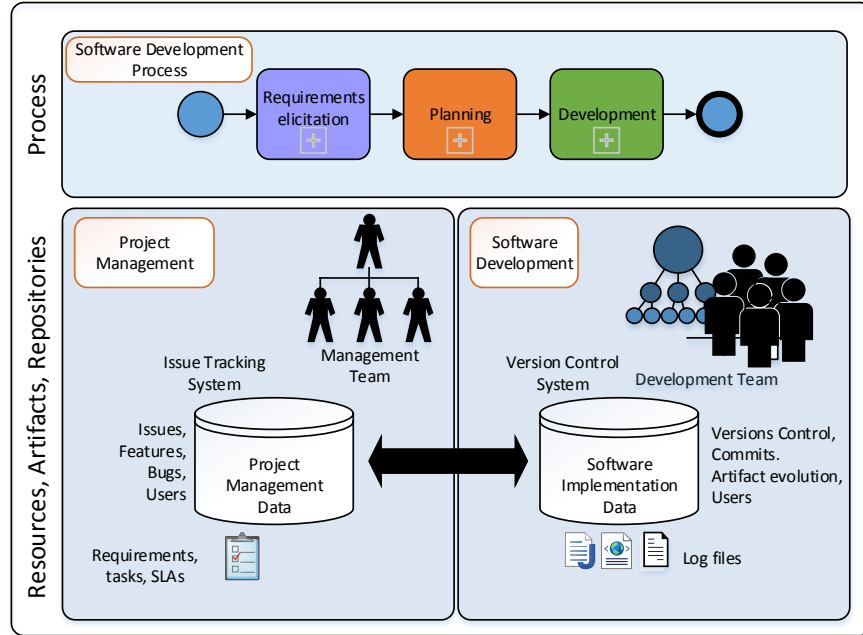 Process
Software Development
Process
Requirements
elicitation
Planning
Development
Resources, Artifacts, Repositories
Project
Management
Management
Team
Issue Tracking
System
Issues,
Features,
Bugs,
Users
Project
Management
Data
Requirements,
tasks, SLAs
Software
Development
Development Team
Version Control
System
Software
Implementation
Data
Versions Control,
Commits.
Artifact evolution,
Users
Log files